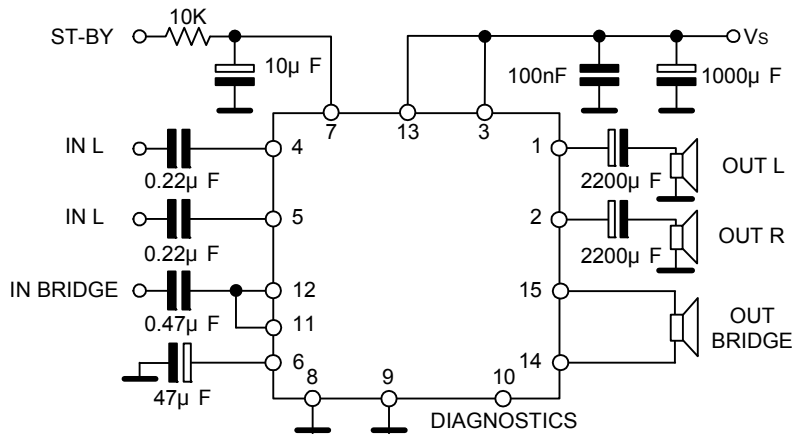 10K
ST-BY
Vs
10µ F
100nF
1000µ F
7
13
3
IN L
4
1
0.22µ F
2200µ F
OUT L
IN L
5
2
0.22µ F
2200µ F
OUT R
IN BRIDGE
12
15
0.47µ F
11
OUT
BRIDGE
6
14
47µ F
8
9
10
DIAGNOSTICS